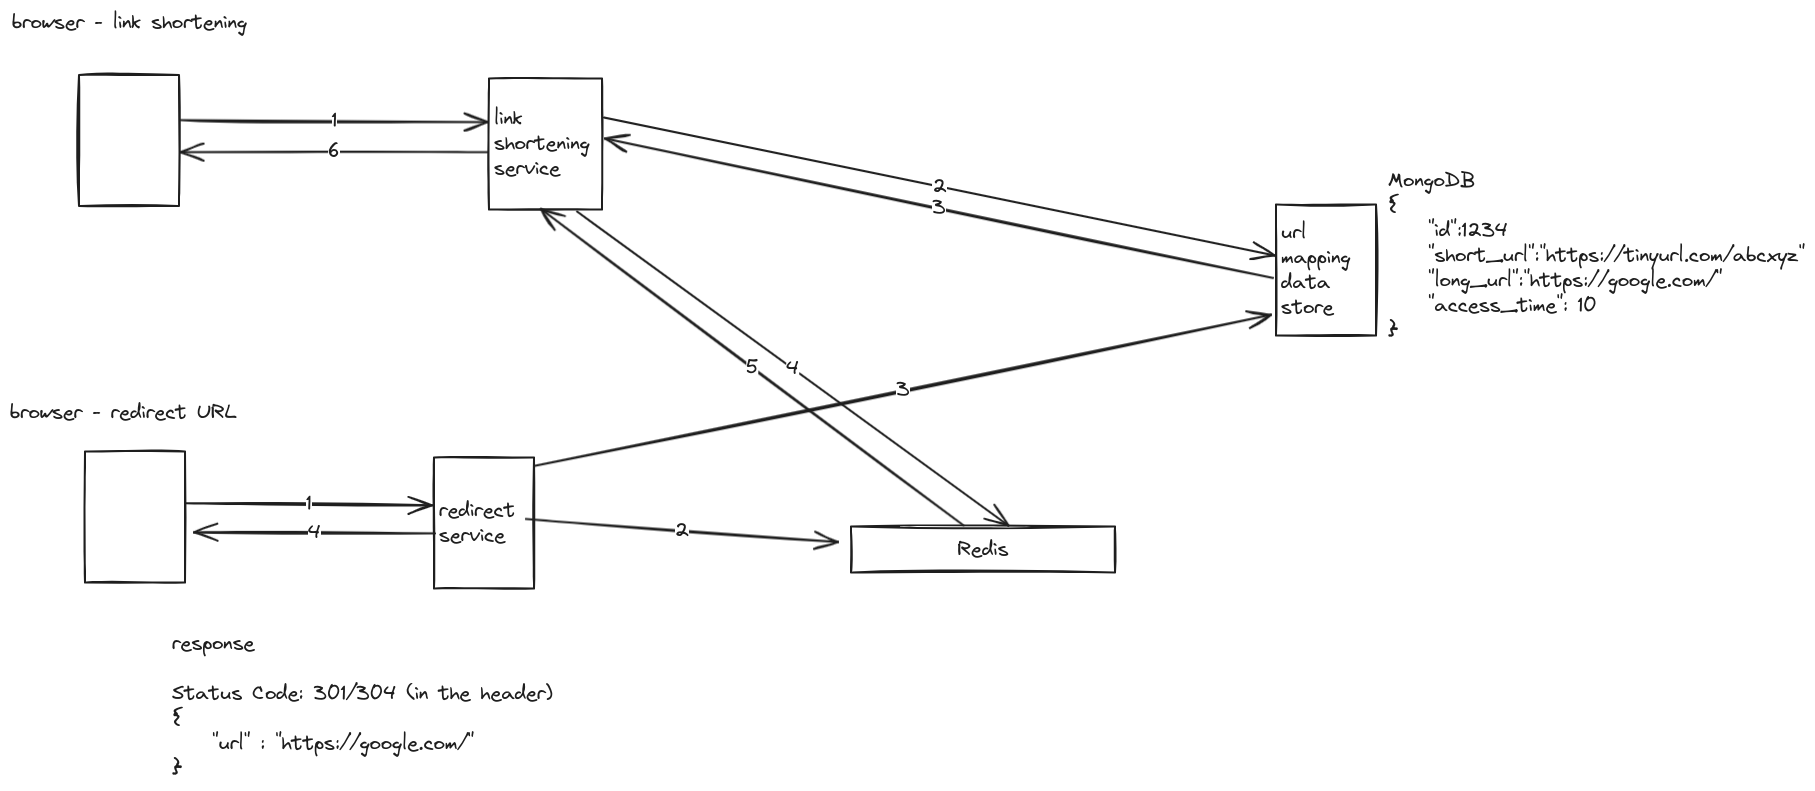 browser - link shortening
1
6
link
shortening
service
2
3
MongoDB
{
"id":1234
"short_url":"https://tinyurl.com/abcxyz"
"long_url":"https://google.com/"
"access_time": 10
}
url
mapping
data
store
5
4
3
browser - redirect URL
1
4
redirect
service
2
Redis
response
Status Code: 301/304 (in the header)
{
"url" : "https://google.com/"
}